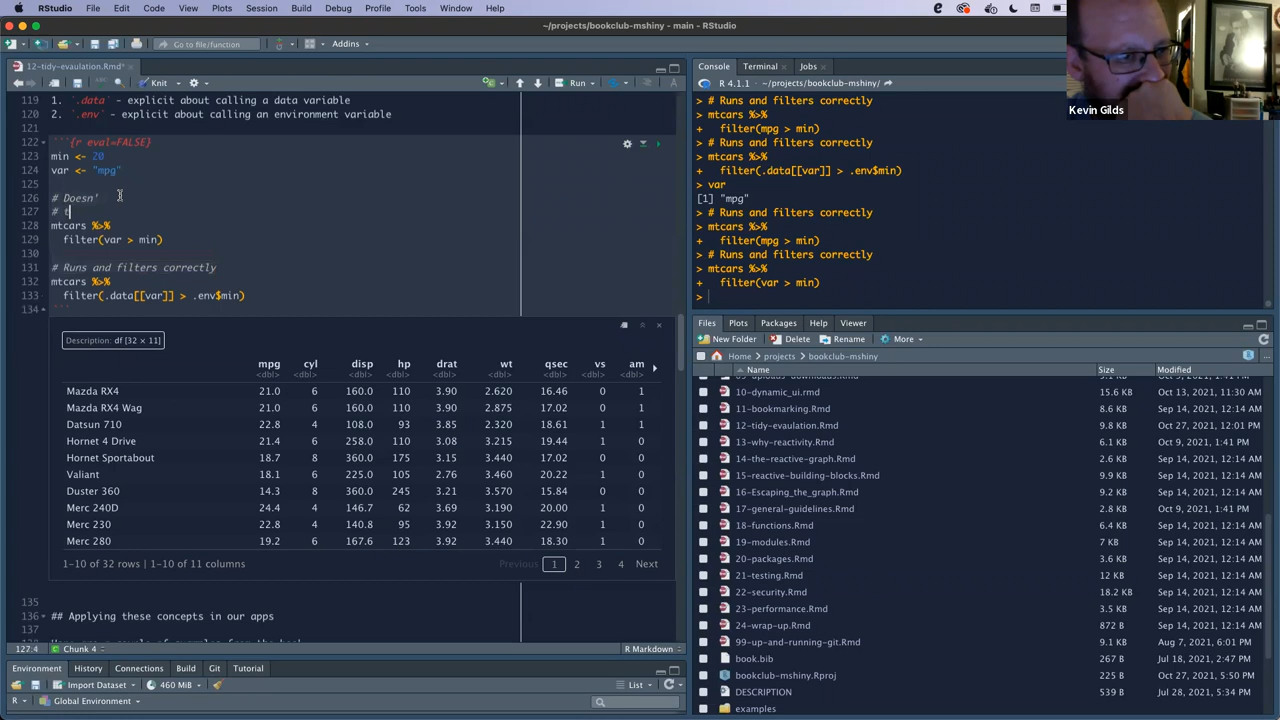 RStudio File Edit Code View Plots Session Build Debug Profile Tools Window Help
~/projects/bookclub-mshiny - main - RStudio
Go to file/function Addins
12-tidy-evaulation.Rmd*
Knit Run
119 1. `.data` - explicit about calling a data variable
120 2. `.env` - explicit about calling an environment variable
121
122 ```{r eval=FALSE}
123 min <- 20
124 var <- "mpg"
125
126 # Doesn'
127 # t
128 mtcars %>%
129 filter(var > min)
130
131 # Runs and filters correctly
132 mtcars %>%
133 filter(.data[[var]] > .env$min)
134 ```
Description: df [32 × 11]
mpg cyl disp hp drat wt qsec vs am
<dbl> <dbl> <dbl> <dbl> <dbl> <dbl> <dbl> <dbl> <dbl>
Mazda RX4 21.0 6 160.0 110 3.90 2.620 16.46 0 1
Mazda RX4 Wag 21.0 6 160.0 110 3.90 2.875 17.02 0 1
Datsun 710 22.8 4 108.0 93 3.85 2.320 18.61 1 1
Hornet 4 Drive 21.4 6 258.0 110 3.08 3.215 19.44 1 0
Hornet Sportabout 18.7 8 360.0 175 3.15 3.440 17.02 0 0
Valiant 18.1 6 225.0 105 2.76 3.460 20.22 1 0
Duster 360 14.3 8 360.0 245 3.21 3.570 15.84 0 0
Merc 240D 24.4 4 146.7 62 3.69 3.190 20.00 1 0
Merc 230 22.8 4 140.8 95 3.92 3.150 22.90 1 0
Merc 280 19.2 6 167.6 123 3.92 3.440 18.30 1 0
1-10 of 32 rows | 1-10 of 11 columns Previous 1 2 3 4 Next
135
136 ## Applying these concepts in our apps
137
127:4 Chunk 4 R Markdown
Environment History Connections Build Git Tutorial
Import Dataset 460 MiB List
R Global Environment
Console Terminal Jobs
R 4.1.1 · ~/projects/bookclub-mshiny/
> # Runs and filters correctly
> mtcars %>%
+ filter(mpg > min)
> # Runs and filters correctly
> mtcars %>%
+ filter(.data[[var]] > .env$min)
> var
[1] "mpg"
> # Runs and filters correctly
> mtcars %>%
+ filter(mpg > min)
> # Runs and filters correctly
> mtcars %>%
+ filter(var > min)
>
Kevin Gilds
Files Plots Packages Help Viewer
New Folder Delete Rename More
Home projects bookclub-mshiny
Name Size Modified
10-dynamic_ui.rmd 15.6 KB Oct 13, 2021, 11:30 AM
11-bookmarking.Rmd 8.6 KB Sep 14, 2021, 12:14 AM
12-tidy-evaulation.Rmd 9.8 KB Oct 27, 2021, 12:01 PM
13-why-reactivity.Rmd 6.1 KB Oct 9, 2021, 1:41 PM
14-the-reactive-graph.Rmd 2.6 KB Sep 14, 2021, 12:14 AM
15-reactive-building-blocks.Rmd 9.9 KB Sep 14, 2021, 12:14 AM
16-Escaping_the_graph.Rmd 9.2 KB Sep 14, 2021, 12:14 AM
17-general-guidelines.Rmd 2.8 KB Oct 9, 2021, 1:41 PM
18-functions.Rmd 6.4 KB Sep 14, 2021, 12:14 AM
19-modules.Rmd 7 KB Sep 14, 2021, 12:14 AM
20-packages.Rmd 3.6 KB Sep 14, 2021, 12:14 AM
21-testing.Rmd 12 KB Sep 14, 2021, 12:14 AM
22-security.Rmd 18.2 KB Sep 14, 2021, 12:14 AM
23-performance.Rmd 3.5 KB Sep 14, 2021, 12:14 AM
24-wrap-up.Rmd 872 B Sep 14, 2021, 12:14 AM
99-up-and-running-git.Rmd 9.1 KB Aug 7, 2021, 6:01 PM
book.bib 267 B Jul 18, 2021, 2:47 PM
bookclub-mshiny.Rproj 225 B Oct 27, 2021, 5:50 PM
DESCRIPTION 539 B Jul 28, 2021, 5:34 PM
examples